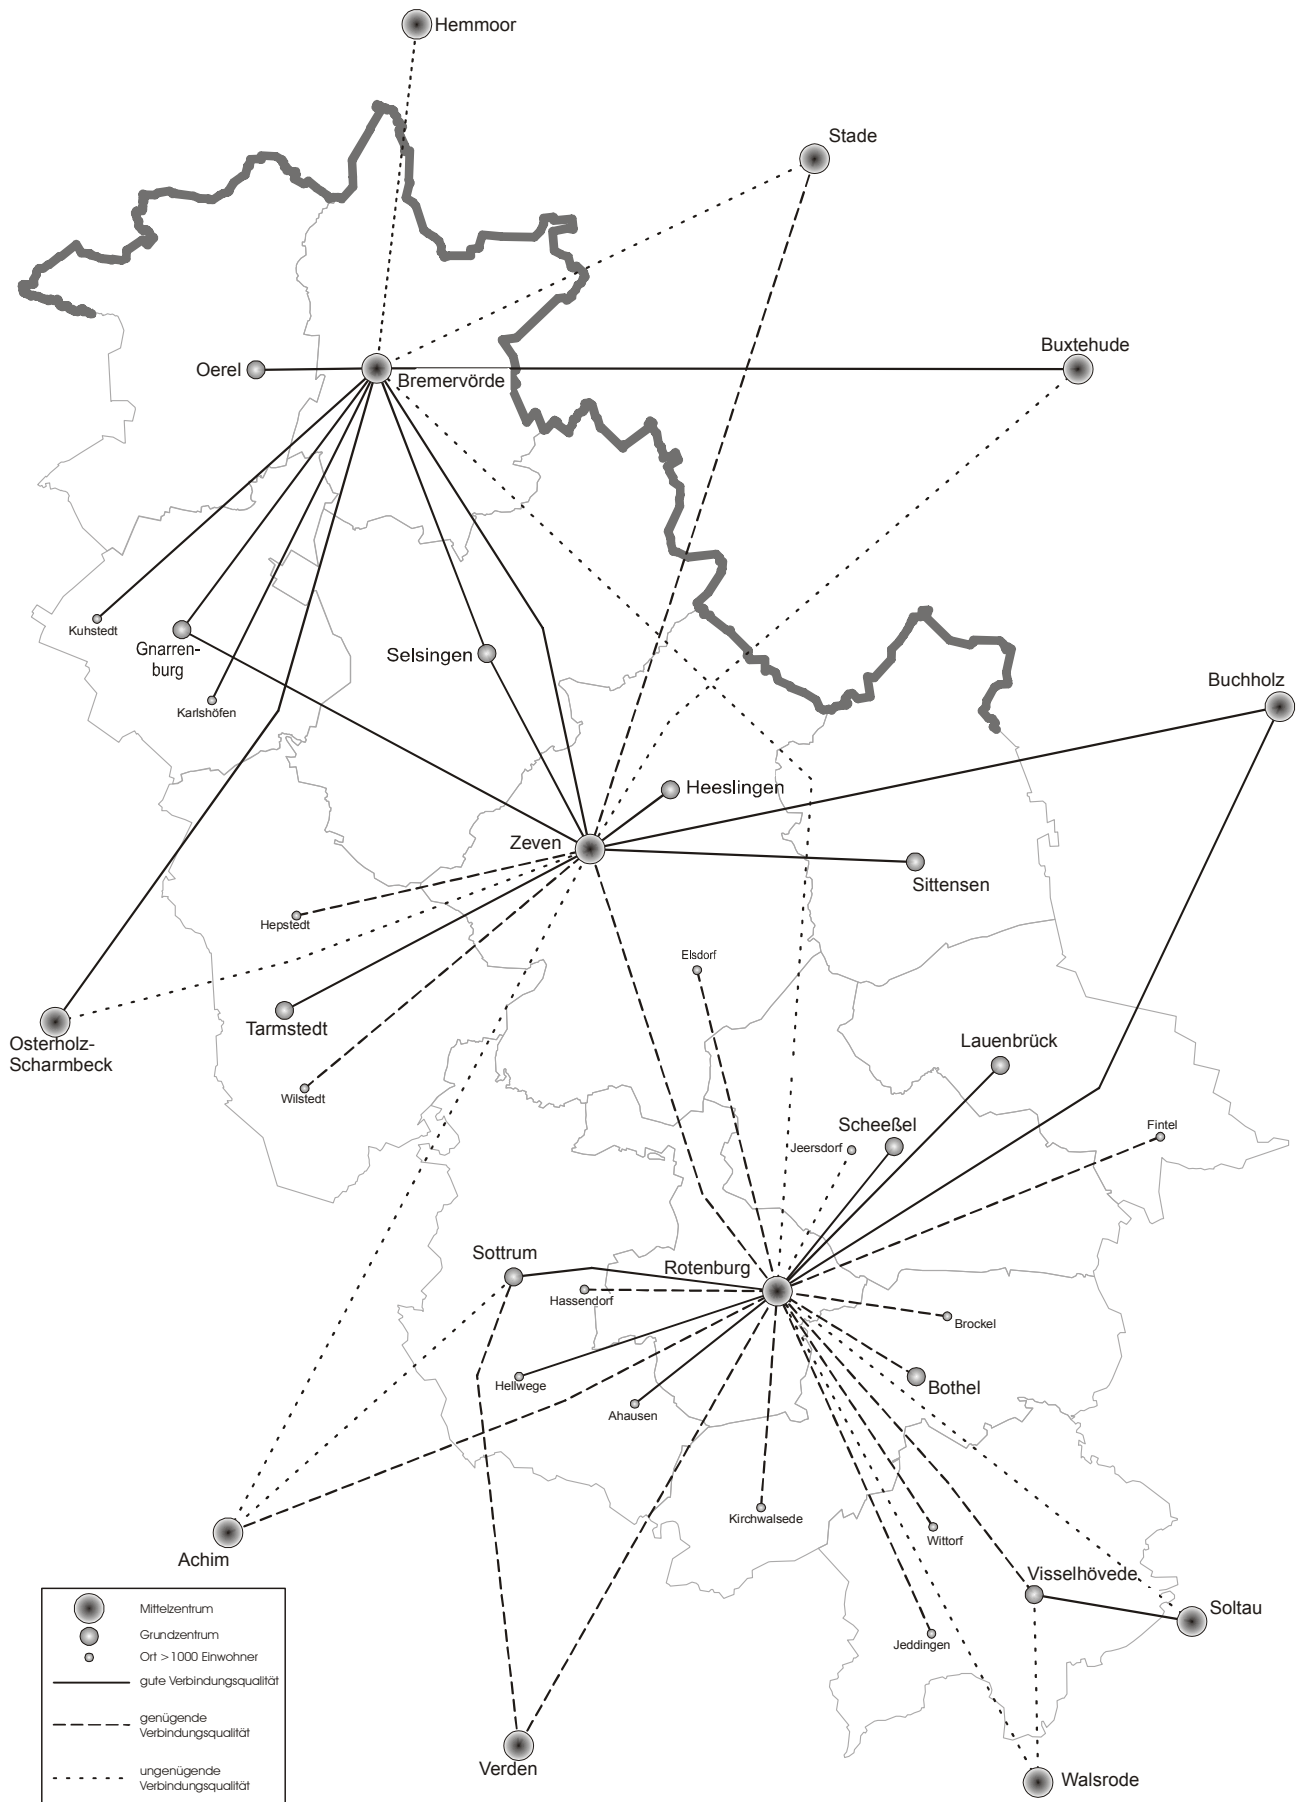 Hemmoor
Stade
Buxtehude
Oerel
Bremervörde
Kuhstedt
Gnarren-
burg
Selsingen
Karlshöfen
Buchholz
Heeslingen
Zeven
Sittensen
Hepstedt
Elsdorf
Tarmstedt
Osterholz-
Scharmbeck
Lauenbrück
Wilstedt
Scheeßel
Fintel
Jeersdorf
Sottrum
Rotenburg
Hassendorf
Brockel
Hellwege
Bothel
Ahausen
Kirchwalsede
Wittorf
Achim
Visselhövede
Soltau
Jeddingen
Verden
Walsrode
Mittelzentrum
Grundzentrum
Ort >1000 Einwohner
gute Verbindungsqualität
genügende
Verbindungsqualität
ungenügende
Verbindungsqualität